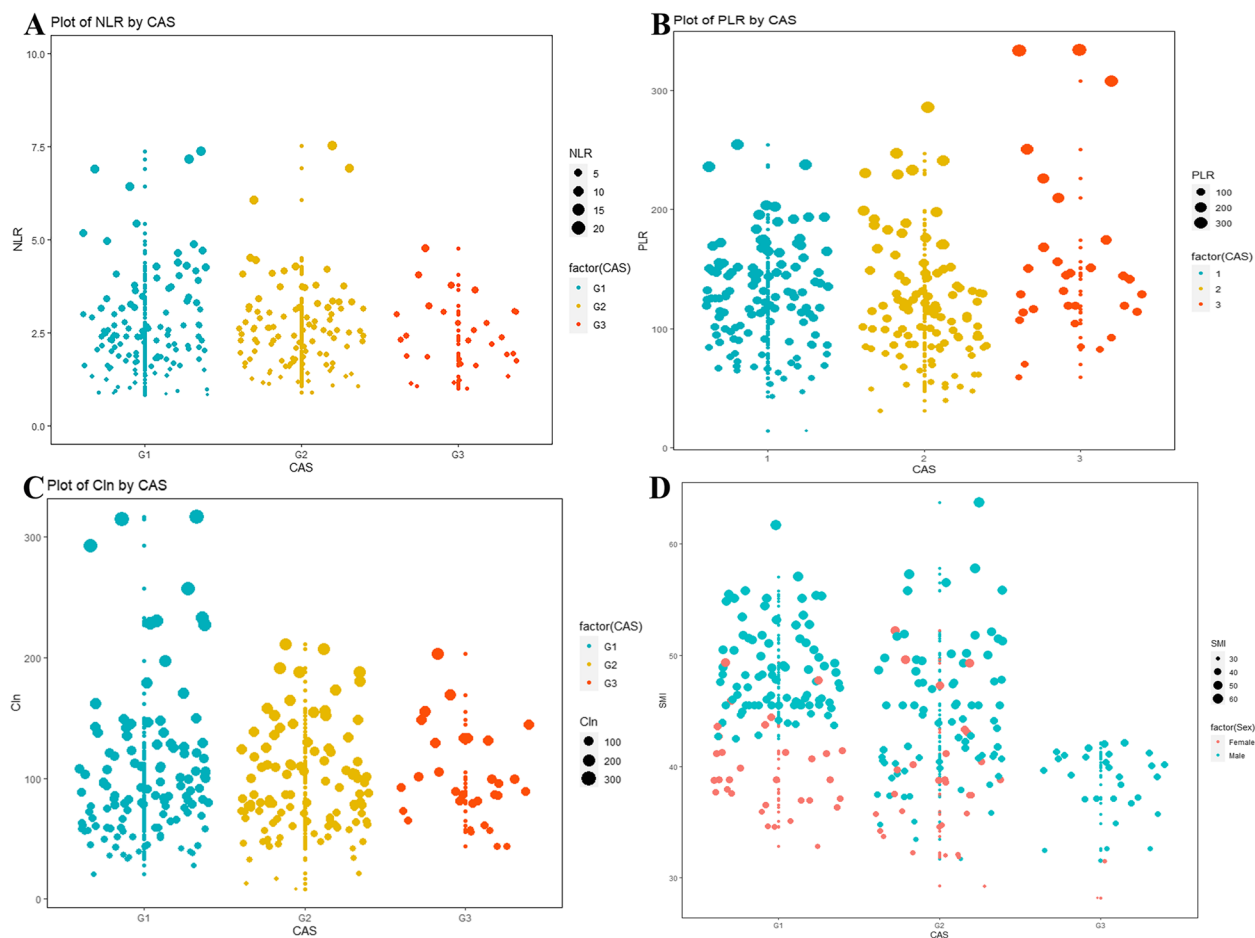 A
Plot of NLR by CAS
10.0
7.5
5.0
2.5
0.0
NLR
G1
G2
G3
CAS
NLR
5
10
15
20
factor(CAS)
G1
G2
G3
B
Plot of PLR by CAS
300
200
100
0
PLR
1
2
3
CAS
PLR
100
200
300
factor(CAS)
1
2
3
C
Plot of CIn by CAS
300
200
100
0
CIn
G1
G2
G3
CAS
factor(CAS)
G1
G2
G3
CIn
100
200
300
D
60
50
40
30
SMI
G1
G2
G3
CAS
SMI
30
40
50
60
factor(Sex)
Female
Male